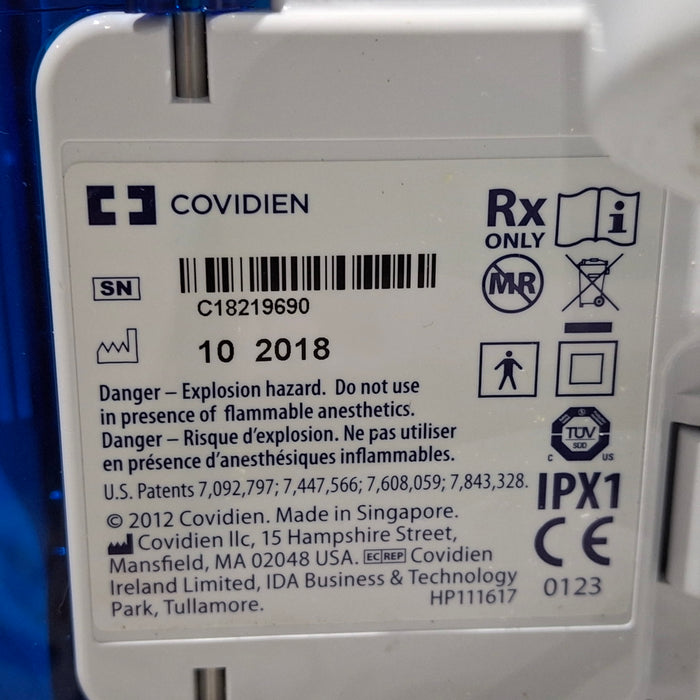 COVIDIEN
Rx ONLY
i
SN
C18219690
MR
10 2018
Danger – Explosion hazard. Do not use
in presence of flammable anesthetics.
Danger – Risque d'explosion. Ne pas utiliser
en présence d'anesthésiques inflammables.
TÜV
SÜD
C US
U.S. Patents 7,092,797; 7,447,566; 7,608,059; 7,843,328.
IPX1
© 2012 Covidien. Made in Singapore.
Covidien llc, 15 Hampshire Street,
Mansfield, MA 02048 USA. EC REP Covidien
Ireland Limited, IDA Business & Technology
Park, Tullamore.
HP111617
CE
0123